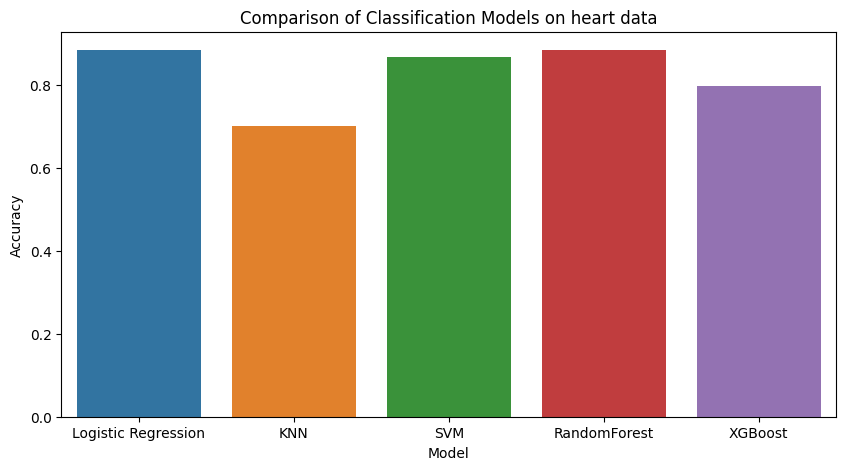 Comparison of Classification Models on heart data
Accuracy
0.8
0.6
0.4
0.2
0.0
Logistic Regression KNN SVM RandomForest XGBoost
Model